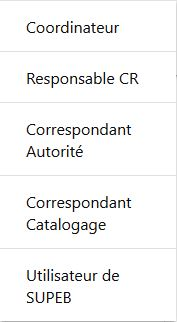 Coordinateur
Responsable CR
Correspondant
Autorité
Correspondant
Catalogage
Utilisateur de
SUPEB